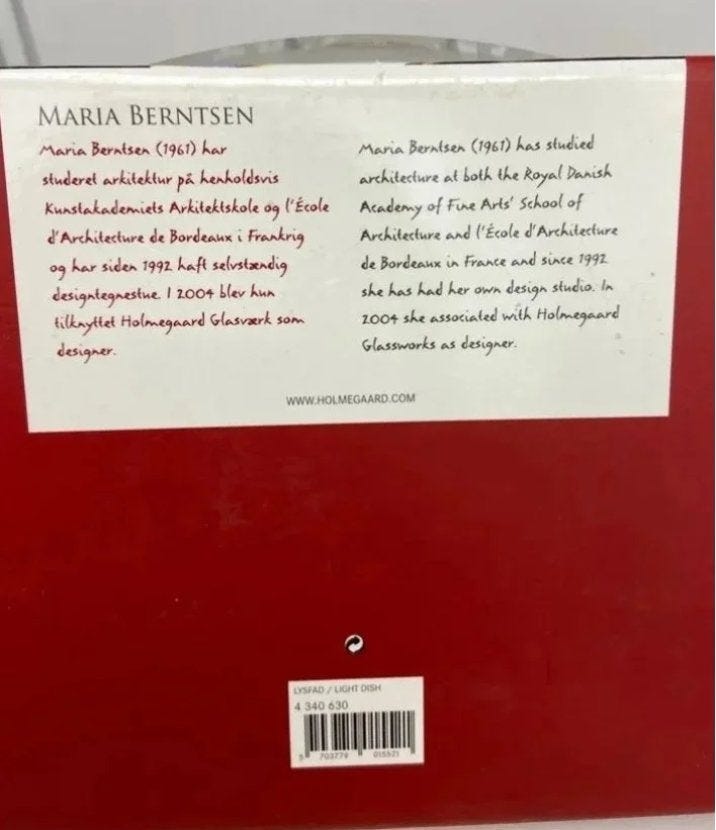 MARIA BERNTSEN
Maria Berntsen (1961) har
studeret arkitektur på henholdsvis
Kunstakademiets Arkitektskole og l'École
d'Architecture de Bordeaux i Frankrig
og har siden 1992 haft selvstændig
designtegnestue. I 2004 blev hun
tilknyttet Holmegaard Glasværk som
designer.
Maria Berntsen (1961) has studied
architecture at both the Royal Danish
Academy of Fine Arts' School of
Architecture and l'École d'Architecture
de Bordeaux in France and since 1992
she has had her own design studio. In
2004 she associated with Holmegaard
Glassworks as designer.
WWW.HOLMEGAARD.COM
LYSFAD / LIGHT DISH
4 340 630
5 703779 015521